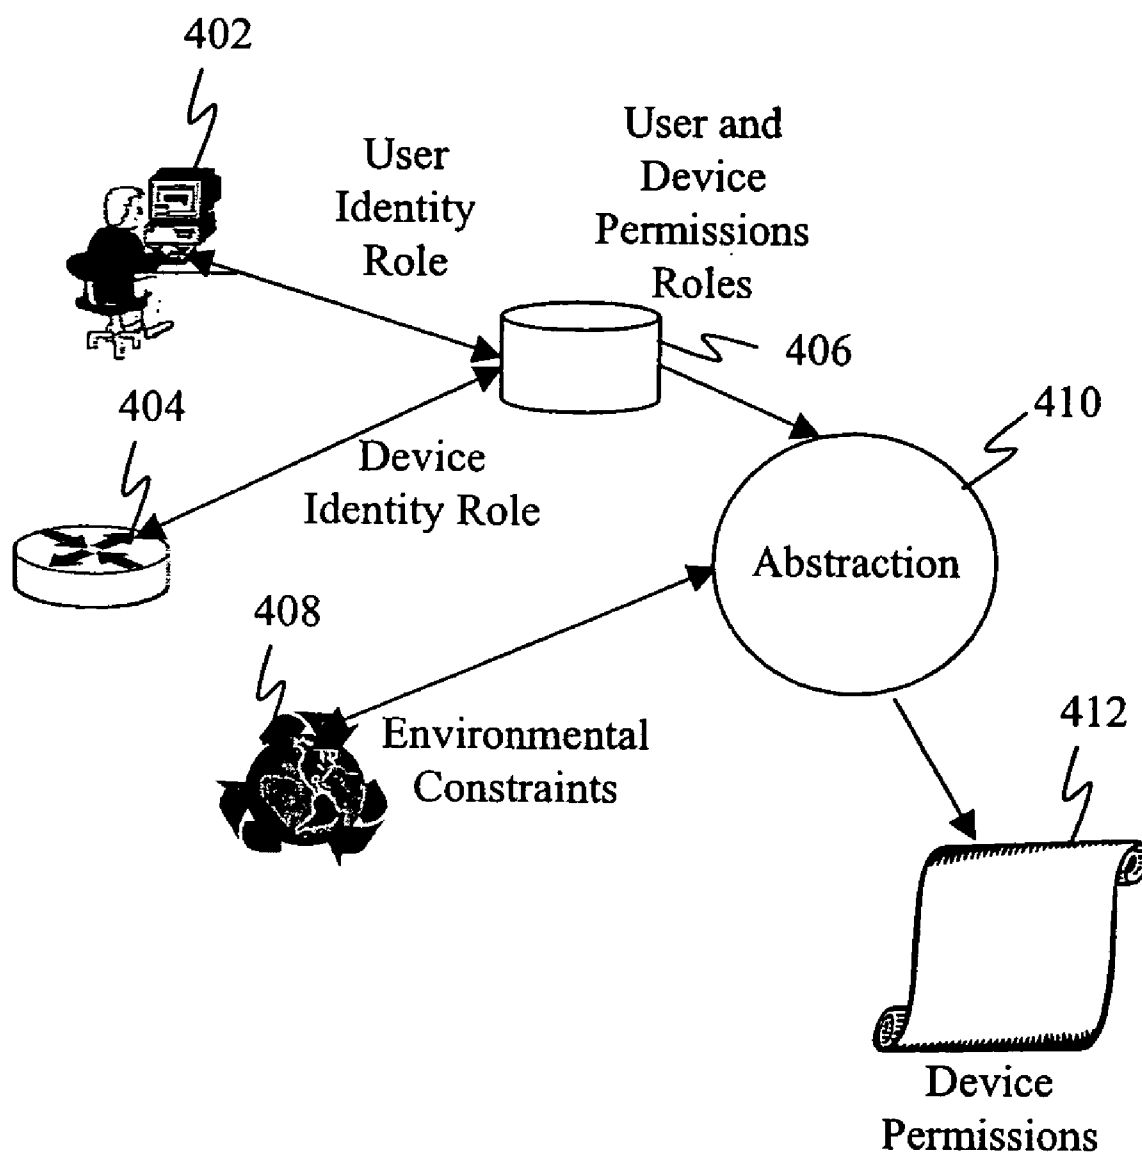 402
User
Identity
Role
User and
Device
Permissions
Roles
406
404
Device
Identity Role
410
Abstraction
408
Environmental
Constraints
412
Device
Permissions